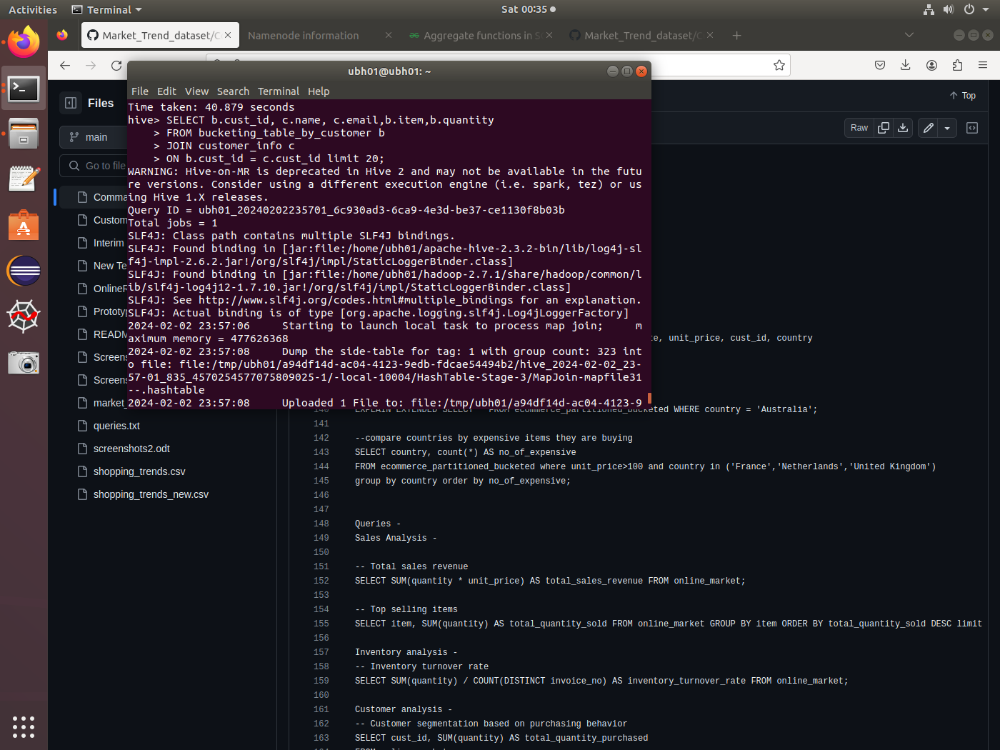 Activities
Terminal
Sat 00:35
Market_Trend_dataset/C
Namenode information
Aggregate functions in S
Market_Trend_dataset/C
ubh01@ubh01: ~
File Edit View Search Terminal Help
Time taken: 40.879 seconds
hive> SELECT b.cust_id, c.name, c.email,b.item,b.quantity
    > FROM bucketing_table_by_customer b
    > JOIN customer_info c
    > ON b.cust_id = c.cust_id limit 20;
WARNING: Hive-on-MR is deprecated in Hive 2 and may not be available in the futu
re versions. Consider using a different execution engine (i.e. spark, tez) or us
ing Hive 1.X releases.
Query ID = ubh01_20240202235701_6c930ad3-6ca9-4e3d-be37-ce1130f8b03b
Total jobs = 1
SLF4J: Class path contains multiple SLF4J bindings.
SLF4J: Found binding in [jar:file:/home/ubh01/apache-hive-2.3.2-bin/lib/log4j-sl
f4j-impl-2.6.2.jar!/org/slf4j/impl/StaticLoggerBinder.class]
SLF4J: Found binding in [jar:file:/home/ubh01/hadoop-2.7.1/share/hadoop/common/l
ib/slf4j-log4j12-1.7.10.jar!/org/slf4j/impl/StaticLoggerBinder.class]
SLF4J: See http://www.slf4j.org/codes.html#multiple_bindings for an explanation.
SLF4J: Actual binding is of type [org.apache.logging.slf4j.Log4jLoggerFactory]
2024-02-02 23:57:06     Starting to launch local task to process map join;     m
aximum memory = 477626368
2024-02-02 23:57:08     Dump the side-table for tag: 1 with group count: 323 int
o file: file:/tmp/ubh01/a94df14d-ac04-4123-9edb-fdcae54494b2/hive_2024-02-02_23-
57-01_835_4570254577075809025-1/-local-10004/HashTable-Stage-3/MapJoin-mapfile31
--.hashtable
2024-02-02 23:57:08     Uploaded 1 File to: file:/tmp/ubh01/a94df14d-ac04-4123-9
Files
main
Go to file
Comma
Custom
Interim
New Te
OnlineR
Prototyp
READM
Screens
Screens
market_
queries.txt
screenshots2.odt
shopping_trends.csv
shopping_trends_new.csv
Top
Raw
e, unit_price, cust_id, country
140 EXPLAIN EXTENDED SELECT * FROM ecommerce_partitioned_bucketed WHERE country = 'Australia';
141
142 --compare countries by expensive items they are buying
143 SELECT country, count(*) AS no_of_expensive
144 FROM ecommerce_partitioned_bucketed where unit_price>100 and country in ('France','Netherlands','United Kingdom')
145 group by country order by no_of_expensive;
146
147
148 Queries -
149 Sales Analysis -
150
151 -- Total sales revenue
152 SELECT SUM(quantity * unit_price) AS total_sales_revenue FROM online_market;
153
154 -- Top selling items
155 SELECT item, SUM(quantity) AS total_quantity_sold FROM online_market GROUP BY item ORDER BY total_quantity_sold DESC limit
156
157 Inventory analysis -
158 -- Inventory turnover rate
159 SELECT SUM(quantity) / COUNT(DISTINCT invoice_no) AS inventory_turnover_rate FROM online_market;
160
161 Customer analysis -
162 -- Customer segmentation based on purchasing behavior
163 SELECT cust_id, SUM(quantity) AS total_quantity_purchased